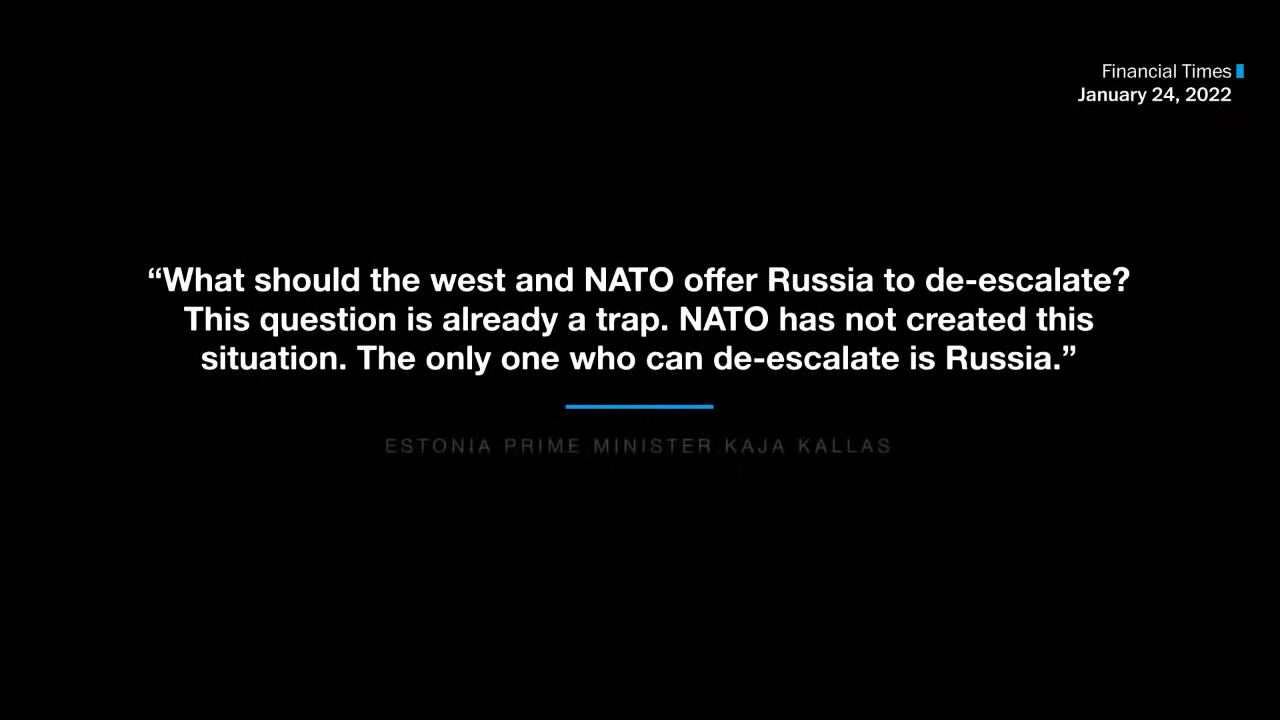 Financial Times
January 24, 2022
“What should the west and NATO offer Russia to de-escalate?
This question is already a trap. NATO has not created this
situation. The only one who can de-escalate is Russia.”
ESTONIA PRIME MINISTER KAJA KALLAS